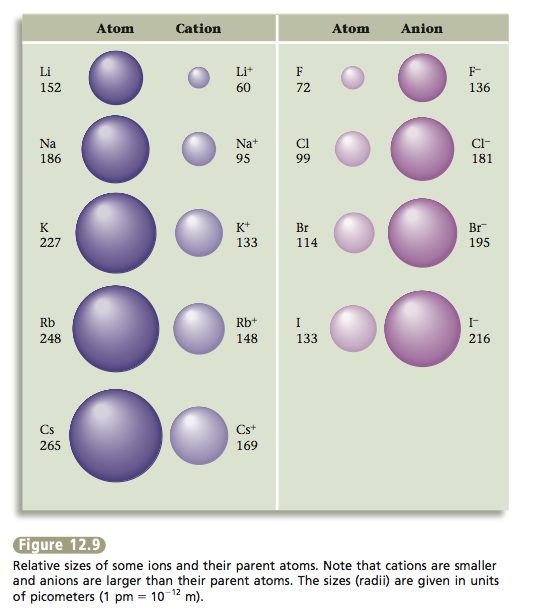 Atom Cation Atom Anion
Li Li⁺ F F⁻
152 60 72 136
Na Na⁺ Cl Cl⁻
186 95 99 181
K K⁺ Br Br⁻
227 133 114 195
Rb Rb⁺ I I⁻
248 148 133 216
Cs Cs⁺
265 169
Figure 12.9
Relative sizes of some ions and their parent atoms. Note that cations are smaller
and anions are larger than their parent atoms. The sizes (radii) are given in units
of picometers (1 pm = 10⁻¹² m).